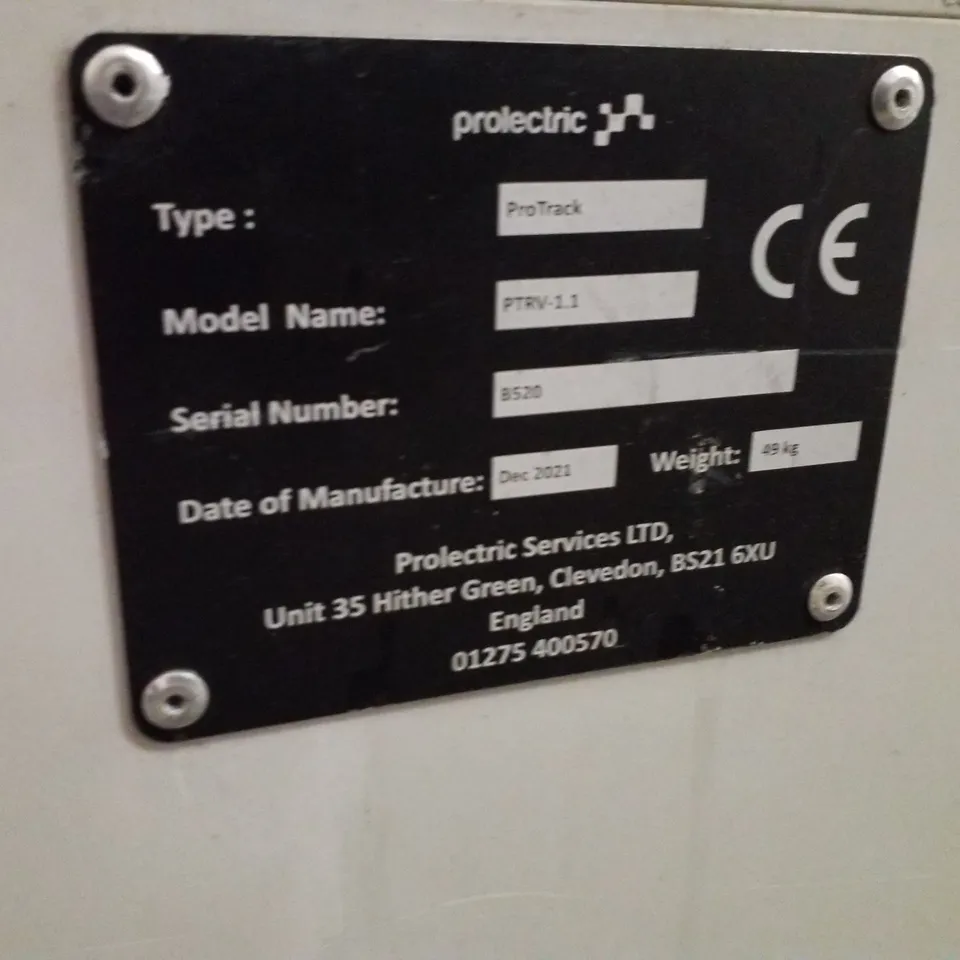 prolectric
Type : ProTrack
Model Name: PTRV-1.1
Serial Number: B520
Date of Manufacture: Dec 2021 Weight: 49 kg
CE
Prolectric Services LTD,
Unit 35 Hither Green, Clevedon, BS21 6XU
England
01275 400570